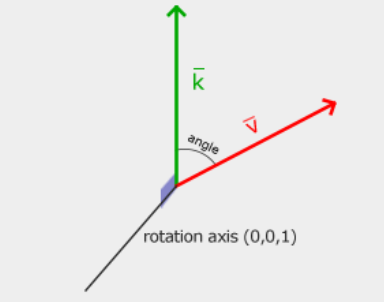 k̅
v̅
angle
rotation axis (0,0,1)